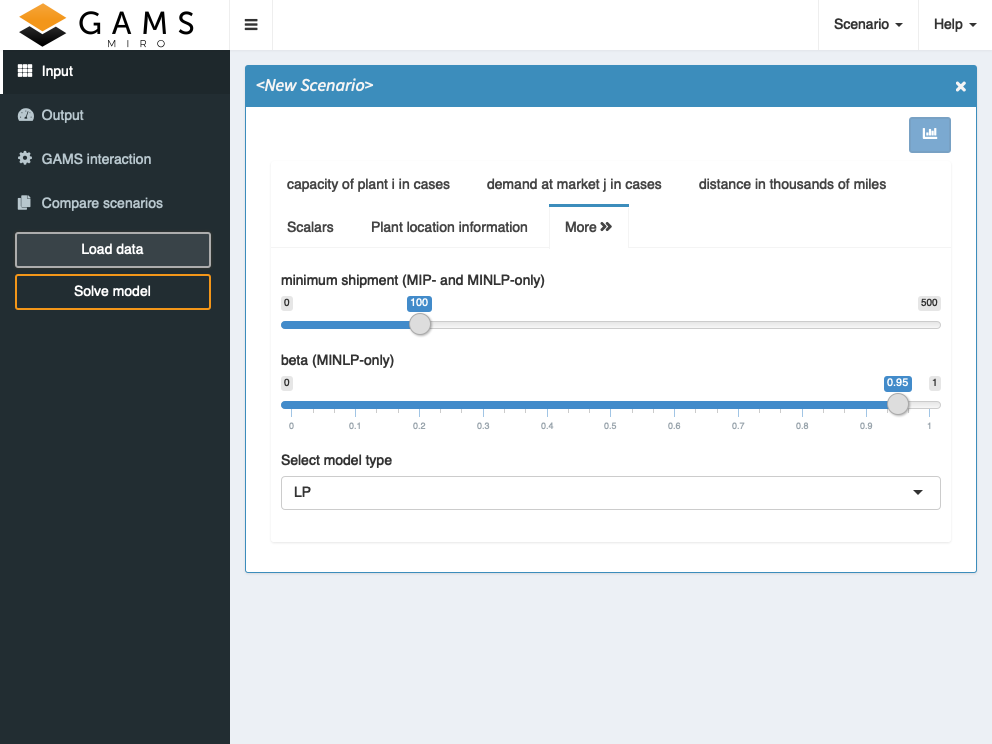 GAMS
MIRO
Scenario
Help
Input
Output
GAMS interaction
Compare scenarios
Load data
Solve model
<New Scenario>
capacity of plant i in cases demand at market j in cases distance in thousands of miles
Scalars Plant location information More
minimum shipment (MIP- and MINLP-only)
0 100 500
beta (MINLP-only)
0 0.95 1
0 0.1 0.2 0.3 0.4 0.5 0.6 0.7 0.8 0.9 1
Select model type
LP